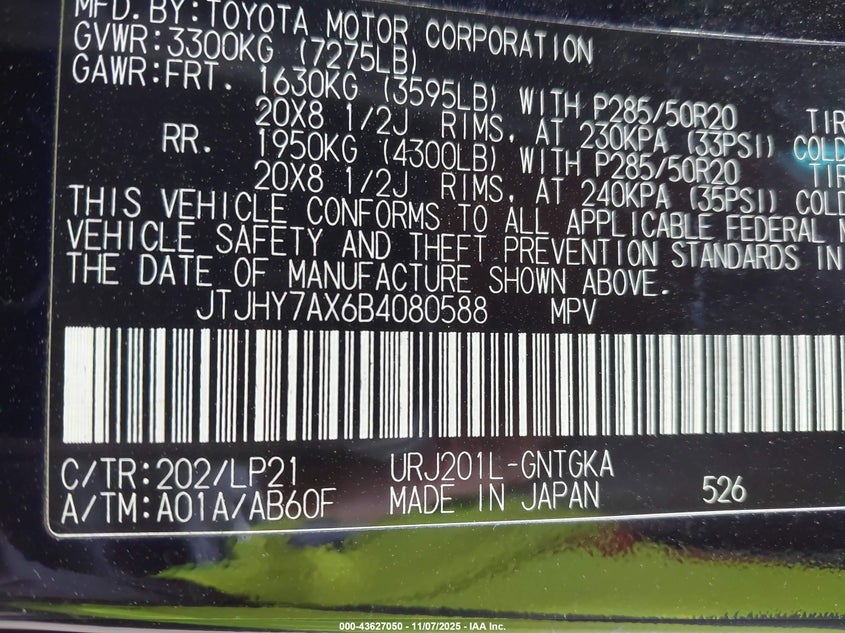 MFD. BY: TOYOTA MOTOR CORPORATION
GVWR: 3300KG (7275LB)
GAWR: FRT. 1630KG (3595LB) WITH P285/50R20 TIR
20X8 1/2J RIMS, AT 230KPA (33PSI) COLD
RR. 1950KG (4300LB) WITH P285/50R20 TIR
20X8 1/2J RIMS, AT 240KPA (35PSI) COLD
THIS VEHICLE CONFORMS TO ALL APPLICABLE FEDERAL M
VEHICLE SAFETY AND THEFT PREVENTION STANDARDS IN
THE DATE OF MANUFACTURE SHOWN ABOVE.
JTJHY7AX6B4080588 MPV
C/TR: 202/LP21 URJ201L-GNTGKA
A/TM: A01A/AB60F MADE IN JAPAN 526
000-43627050 - 11/07/2025 - IAA Inc.